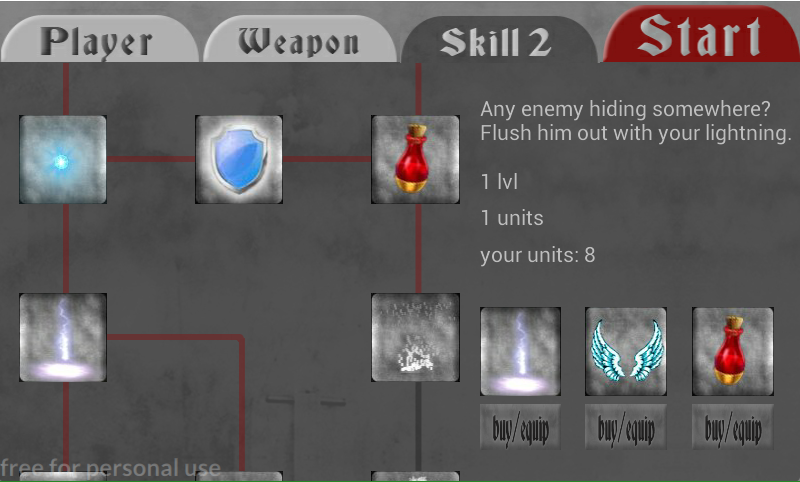 Player
Weapon
Skill 2
Start
Any enemy hiding somewhere?
Flush him out with your lightning.
1 lvl
1 units
your units: 8
buy/equip
buy/equip
buy/equip
free for personal use